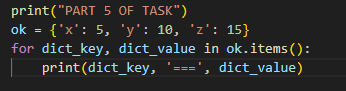 print("PART 5 OF TASK")
ok = {'x': 5, 'y': 10, 'z': 15}
for dict_key, dict_value in ok.items():
    print(dict_key, '===', dict_value)